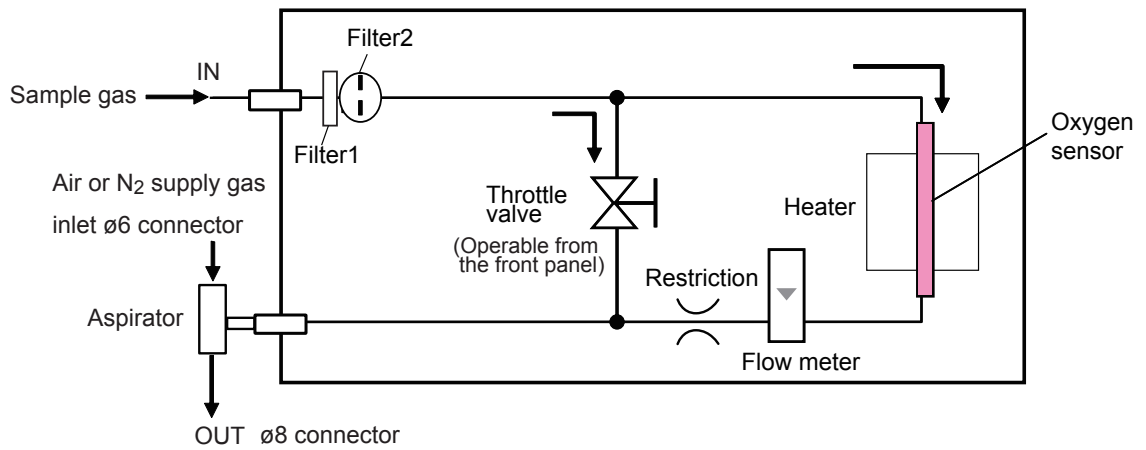 Filter2
IN
Sample gas
Filter1
Oxygen
sensor
Air or N2 supply gas
inlet ø6 connector
Throttle
valve
(Operable from
the front panel)
Heater
Restriction
Aspirator
Flow meter
OUT ø8 connector